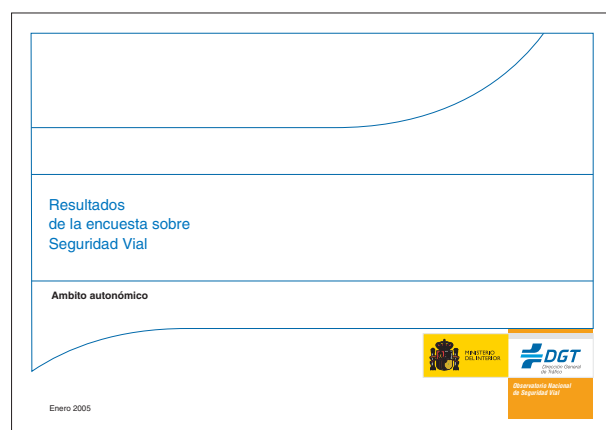 Resultados
de la encuesta sobre
Seguridad Vial
Ambito autonómico
MINISTERIO
DEL INTERIOR
DGT
Dirección General
de Tráfico
Observatorio Nacional
de Seguridad Vial
Enero 2005